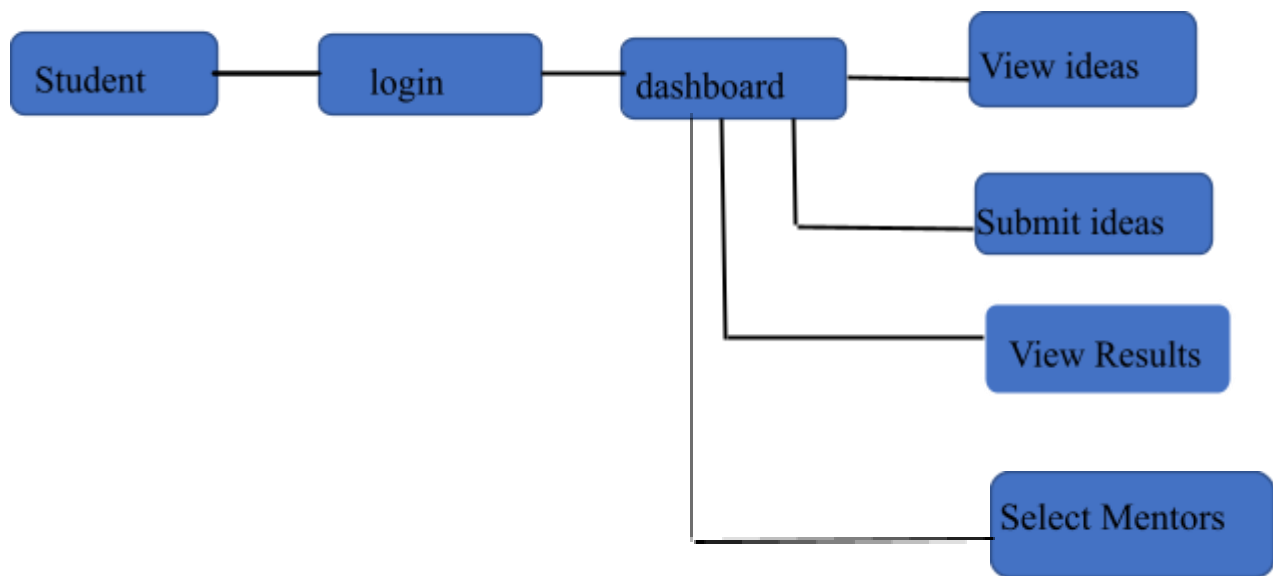 Student
login
dashboard
View ideas
Submit ideas
View Results
Select Mentors